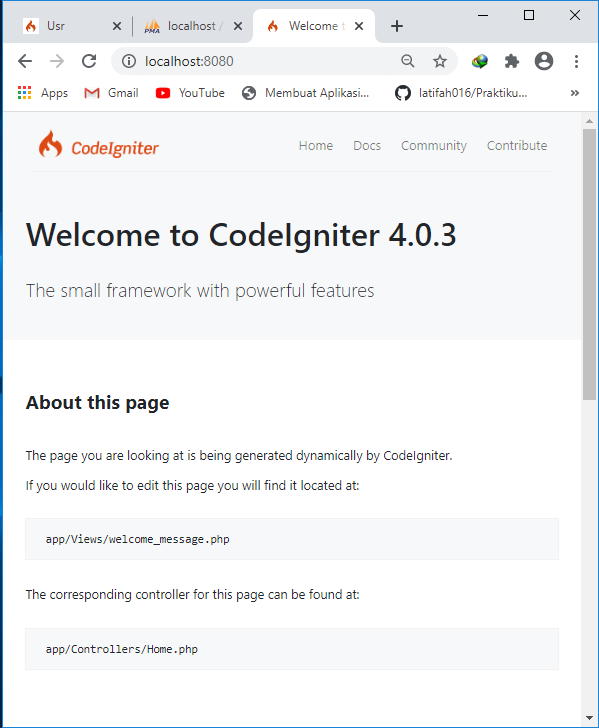 Usr
localhost /
Welcome t
localhost:8080
Apps
Gmail
YouTube
Membuat Aplikasi...
latifah016/Praktiku...
»
CodeIgniter
Home
Docs
Community
Contribute
Welcome to CodeIgniter 4.0.3
The small framework with powerful features
About this page
The page you are looking at is being generated dynamically by CodeIgniter.
If you would like to edit this page you will find it located at:
app/Views/welcome_message.php
The corresponding controller for this page can be found at:
app/Controllers/Home.php